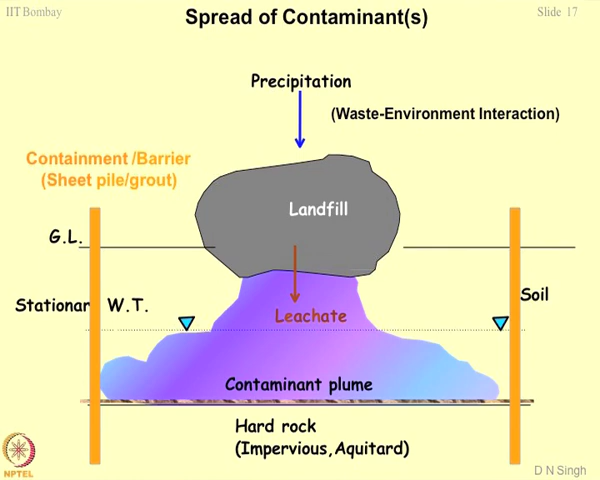 IIT Bombay
Spread of Contaminant(s)
Slide 17
Precipitation
(Waste-Environment Interaction)
Containment /Barrier
(Sheet pile/grout)
Landfill
G.L.
Stationar W.T.
Soil
Leachate
Contaminant plume
Hard rock
(Impervious,Aquitard)
NPTEL
D N Singh